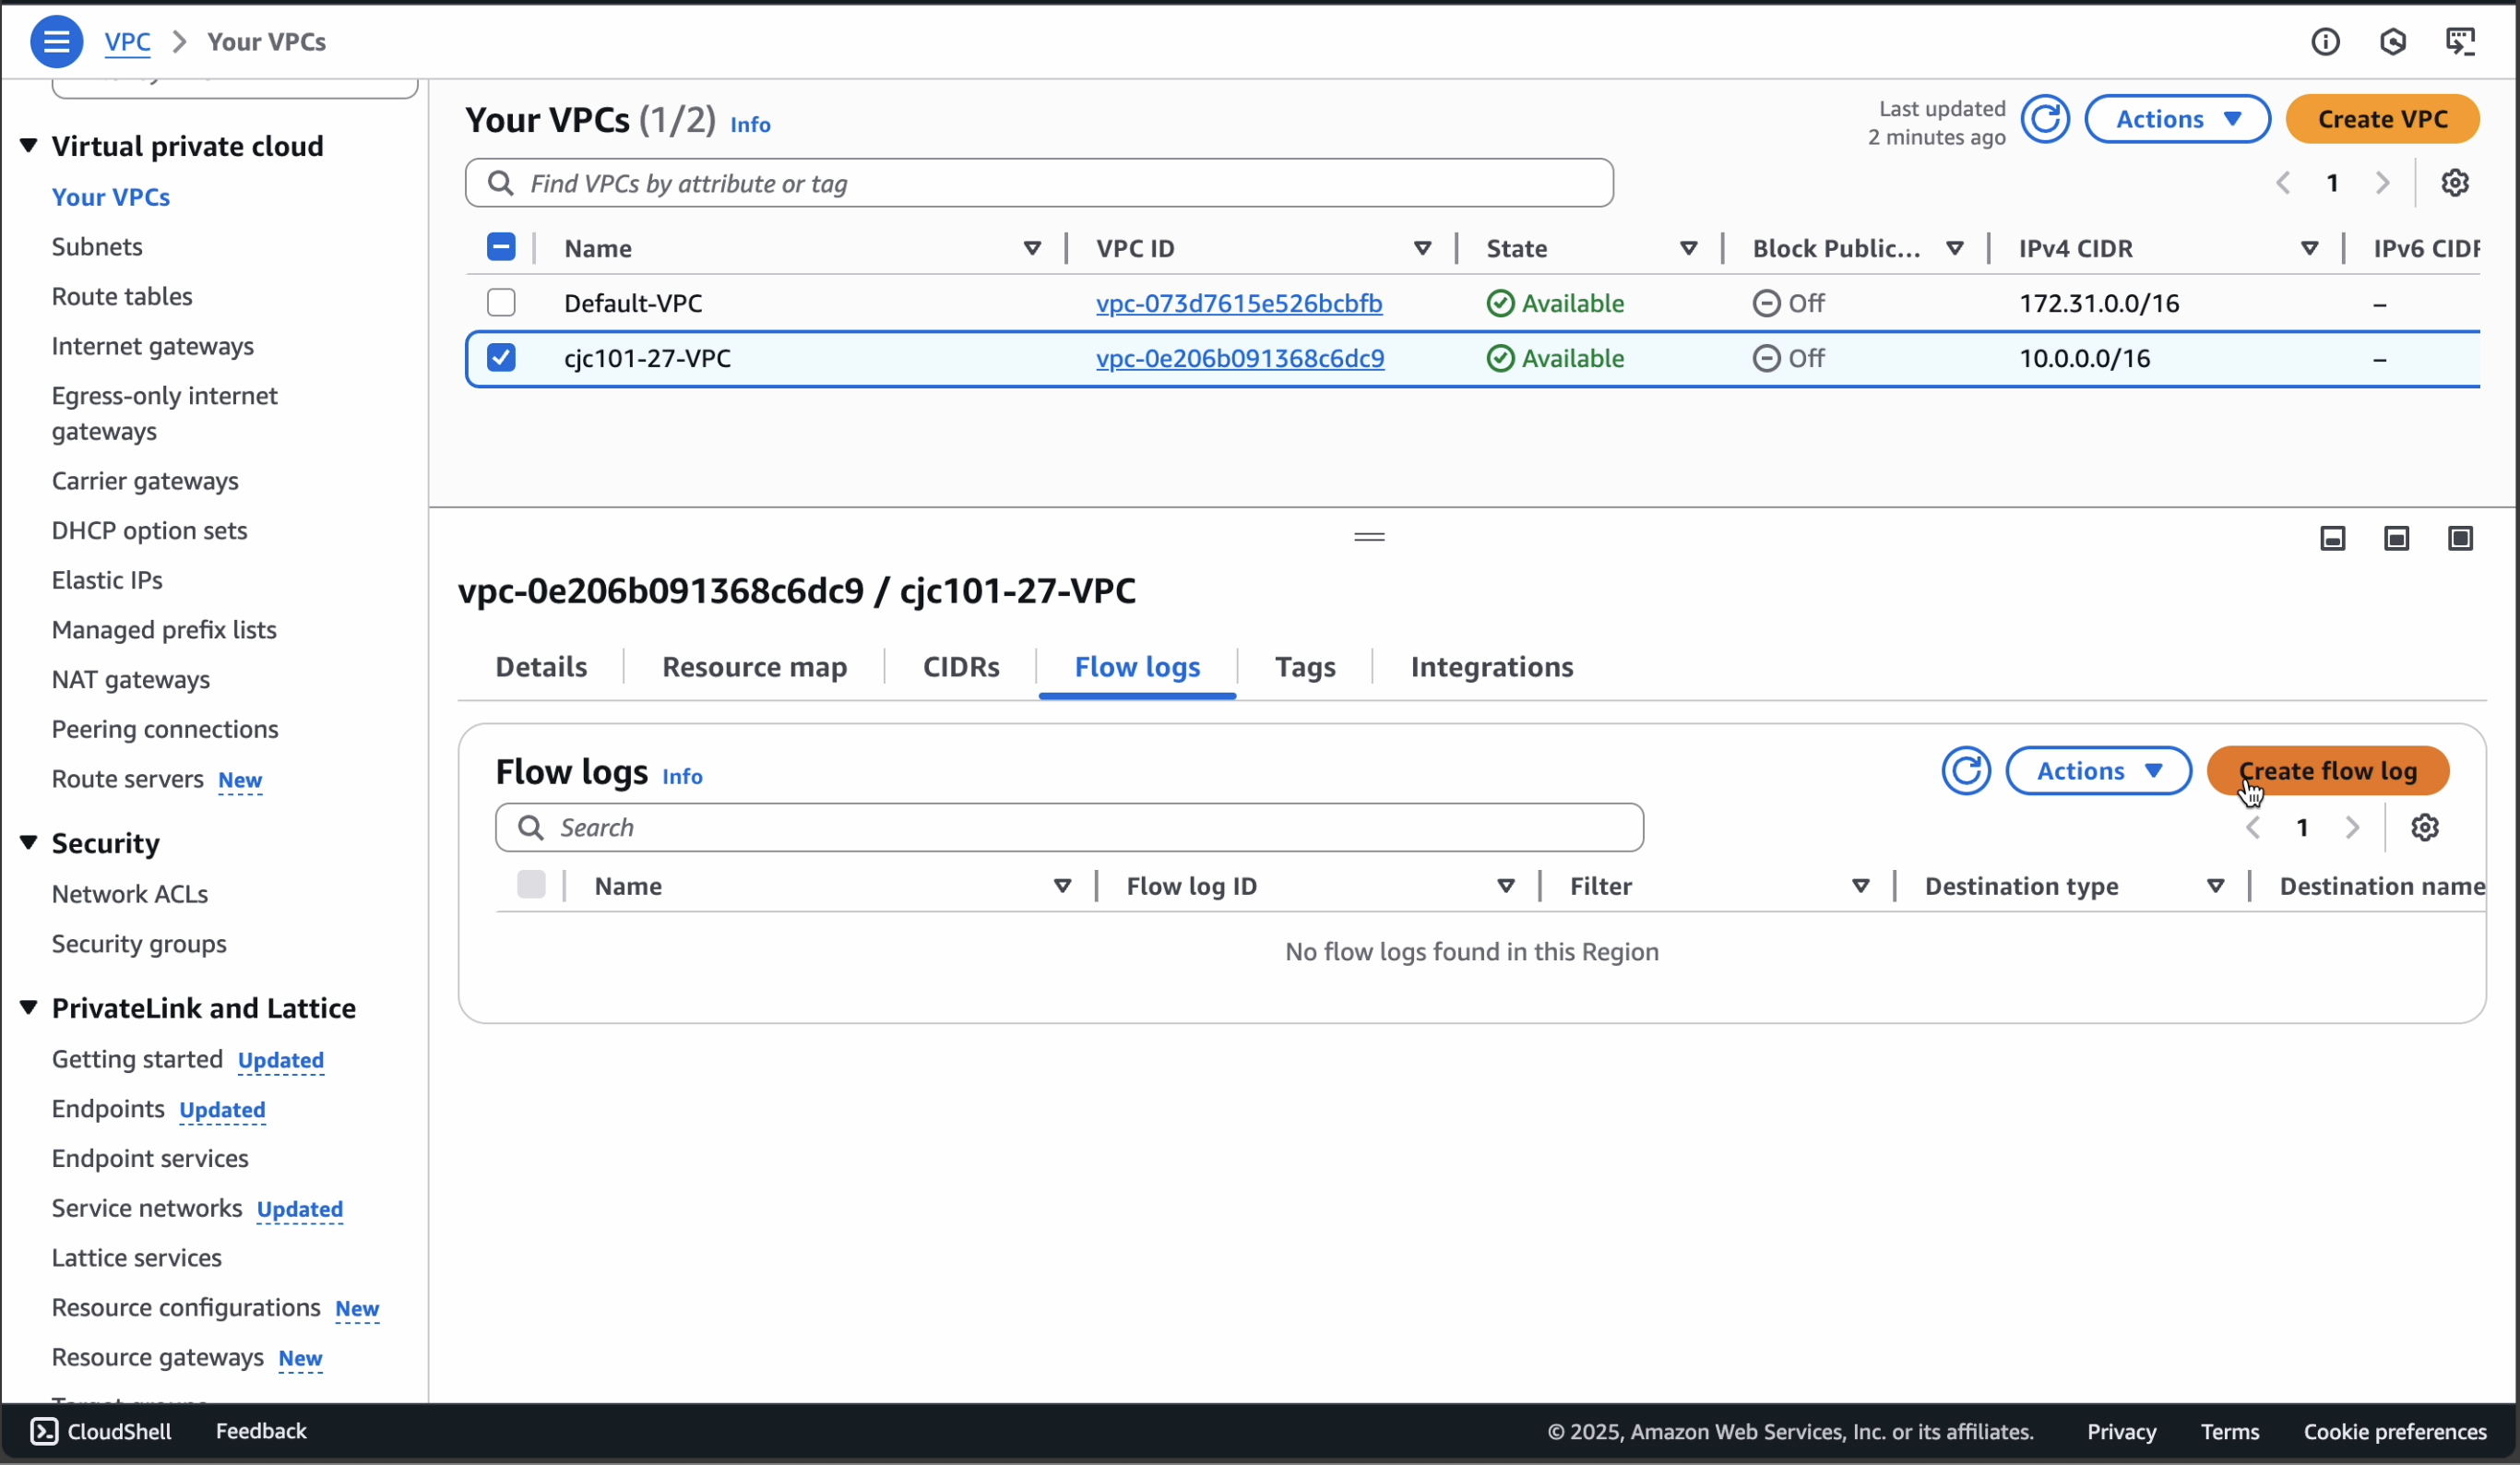 VPC > Your VPCs
Virtual private cloud
Your VPCs
Subnets
Route tables
Internet gateways
Egress-only internet
gateways
Carrier gateways
DHCP option sets
Elastic IPs
Managed prefix lists
NAT gateways
Peering connections
Route servers New
Security
Network ACLs
Security groups
PrivateLink and Lattice
Getting started Updated
Endpoints Updated
Endpoint services
Service networks Updated
Lattice services
Resource configurations New
Resource gateways New
Your VPCs (1/2) Info
Last updated
2 minutes ago
Actions
Create VPC
Find VPCs by attribute or tag
1
Name VPC ID State Block Public... IPv4 CIDR IPv6 CIDR
Default-VPC vpc-073d7615e526bcbfb Available Off 172.31.0.0/16 –
cjc101-27-VPC vpc-0e206b091368c6dc9 Available Off 10.0.0.0/16 –
vpc-0e206b091368c6dc9 / cjc101-27-VPC
Details Resource map CIDRs Flow logs Tags Integrations
Flow logs Info
Actions
Create flow log
Search
1
Name Flow log ID Filter Destination type Destination name
No flow logs found in this Region
CloudShell Feedback © 2025, Amazon Web Services, Inc. or its affiliates. Privacy Terms Cookie preferences